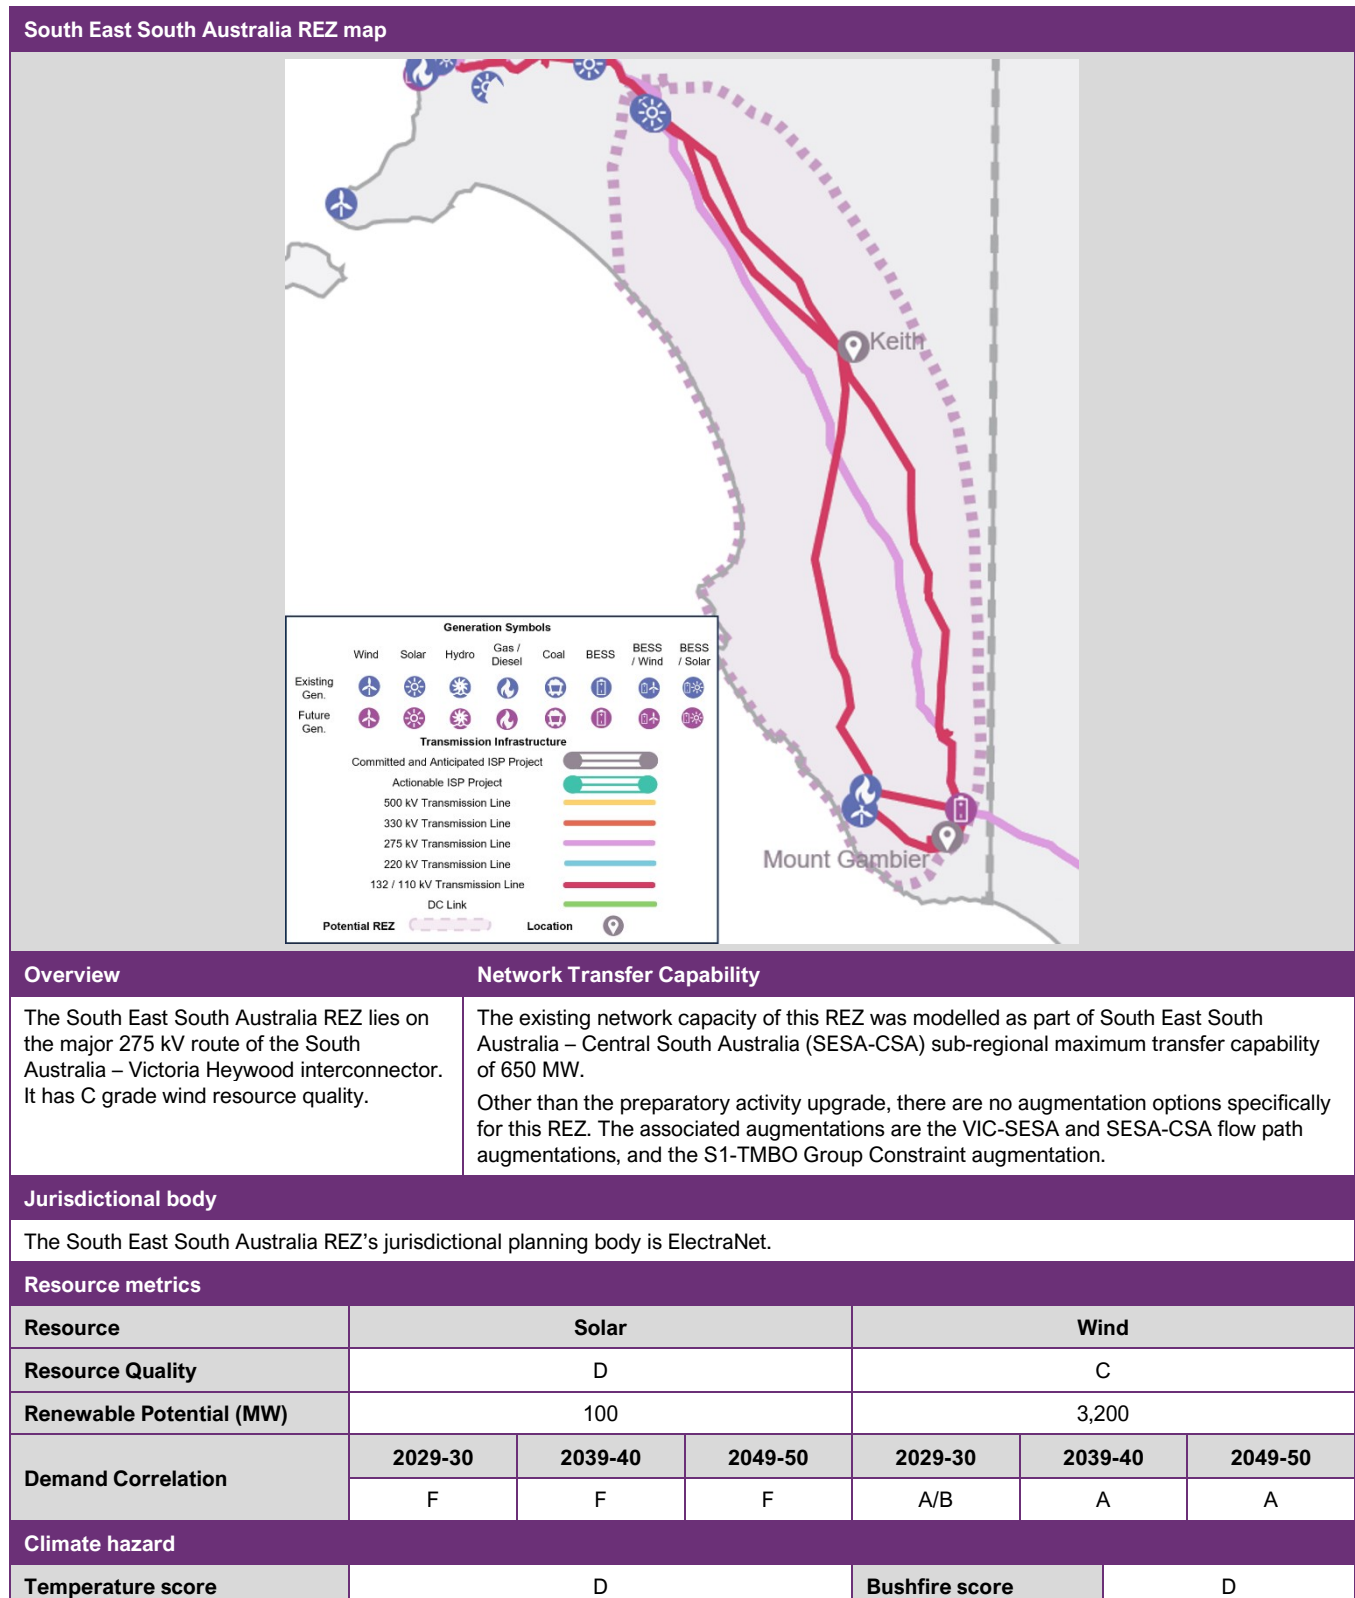 South East South Australia REZ map
Keith
Mount Gambier
Generation Symbols
Wind Solar Hydro Gas / Diesel Coal BESS BESS / Wind BESS / Solar
Existing Gen.
Future Gen.
Transmission Infrastructure
Committed and Anticipated ISP Project
Actionable ISP Project
500 kV Transmission Line
330 kV Transmission Line
275 kV Transmission Line
220 kV Transmission Line
132 / 110 kV Transmission Line
DC Link
Potential REZ Location
Overview
The South East South Australia REZ lies on
the major 275 kV route of the South
Australia – Victoria Heywood interconnector.
It has C grade wind resource quality.
Network Transfer Capability
The existing network capacity of this REZ was modelled as part of South East South
Australia – Central South Australia (SESA-CSA) sub-regional maximum transfer capability
of 650 MW.
Other than the preparatory activity upgrade, there are no augmentation options specifically
for this REZ. The associated augmentations are the VIC-SESA and SESA-CSA flow path
augmentations, and the S1-TMBO Group Constraint augmentation.
Jurisdictional body
The South East South Australia REZ's jurisdictional planning body is ElectraNet.
Resource metrics
Resource Solar Wind
Resource Quality D C
Renewable Potential (MW) 100 3,200
Demand Correlation 2029-30 2039-40 2049-50 2029-30 2039-40 2049-50
F F F A/B A A
Climate hazard
Temperature score D Bushfire score D